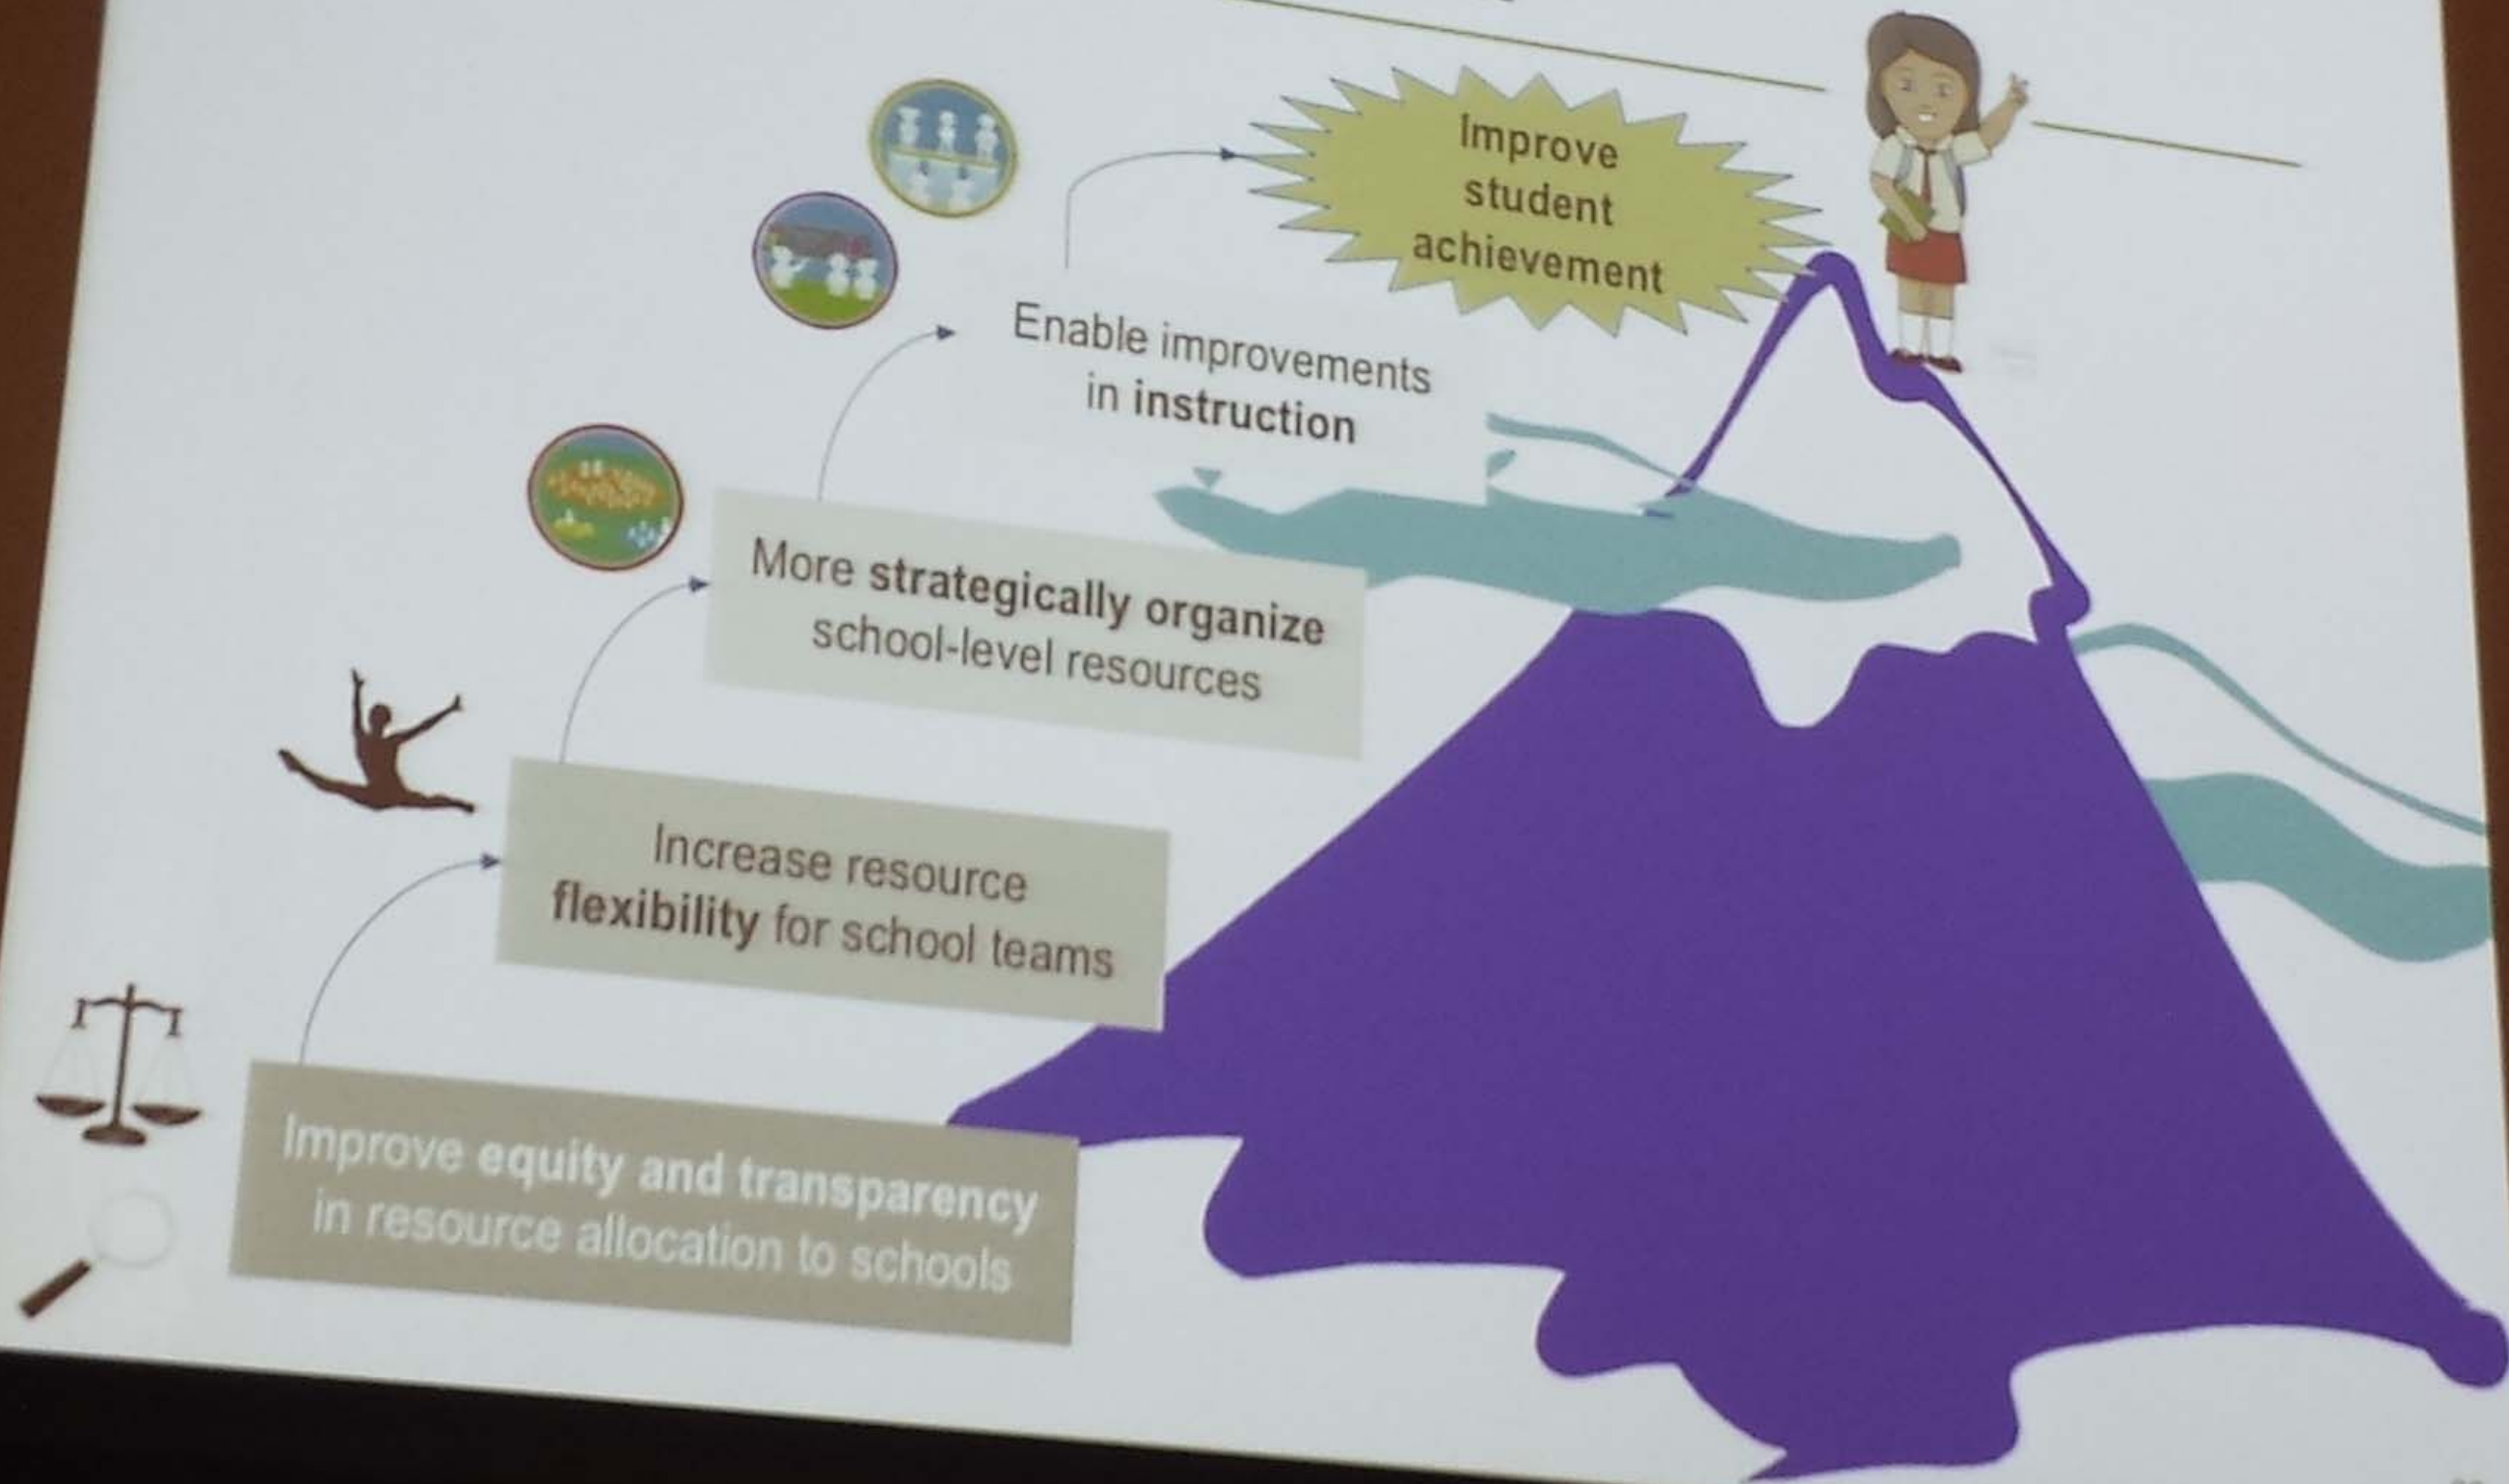 Improve
student
achievement
Enable improvements
in instruction
More strategically organize
school-level resources
Increase resource
flexibility for school teams
Improve equity and transparency
in resource allocation to schools